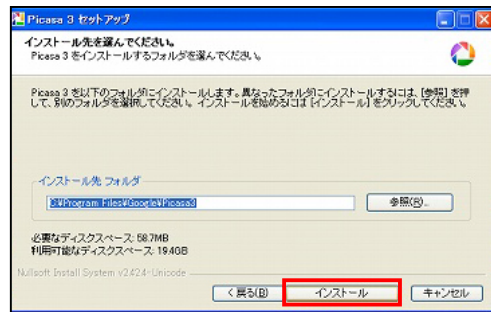 Picasa 3 セットアップ
インストール先を選んでください。
Picasa 3 をインストールするフォルダを選んでください。
Picasa 3 を以下のフォルダにインストールします。異なったフォルダにインストールするには、[参照] を押
して、別のフォルダを選択してください。インストールを始めるには [インストール] をクリックしてください。
インストール先 フォルダ
C:¥Program Files¥Google¥Picasa3
参照(R)...
必要なディスクスペース: 68.7MB
利用可能なディスクスペース: 19.4GB
Nullsoft Install System v2.42.4-Unicode
< 戻る(B)
インストール
キャンセル